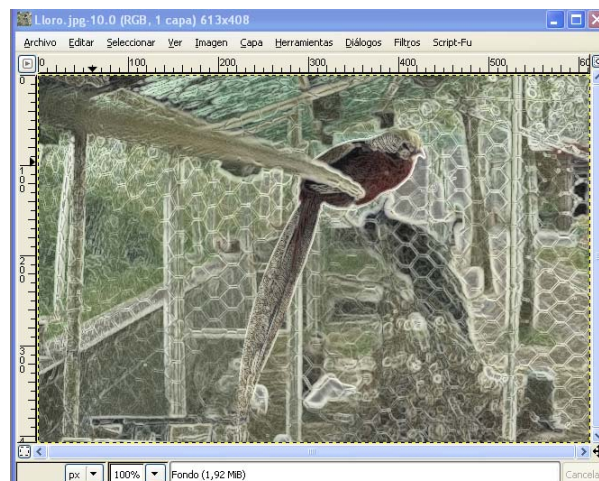 Lloro.jpg-10.0 (RGB, 1 capa) 613x408
Archivo Editar Seleccionar Ver Imagen Capa Herramientas Diálogos Filtros Script-Fu
0 100 200 300 400 500
0
100
200
300
px 100% Fondo (1,92 MiB) Cancela